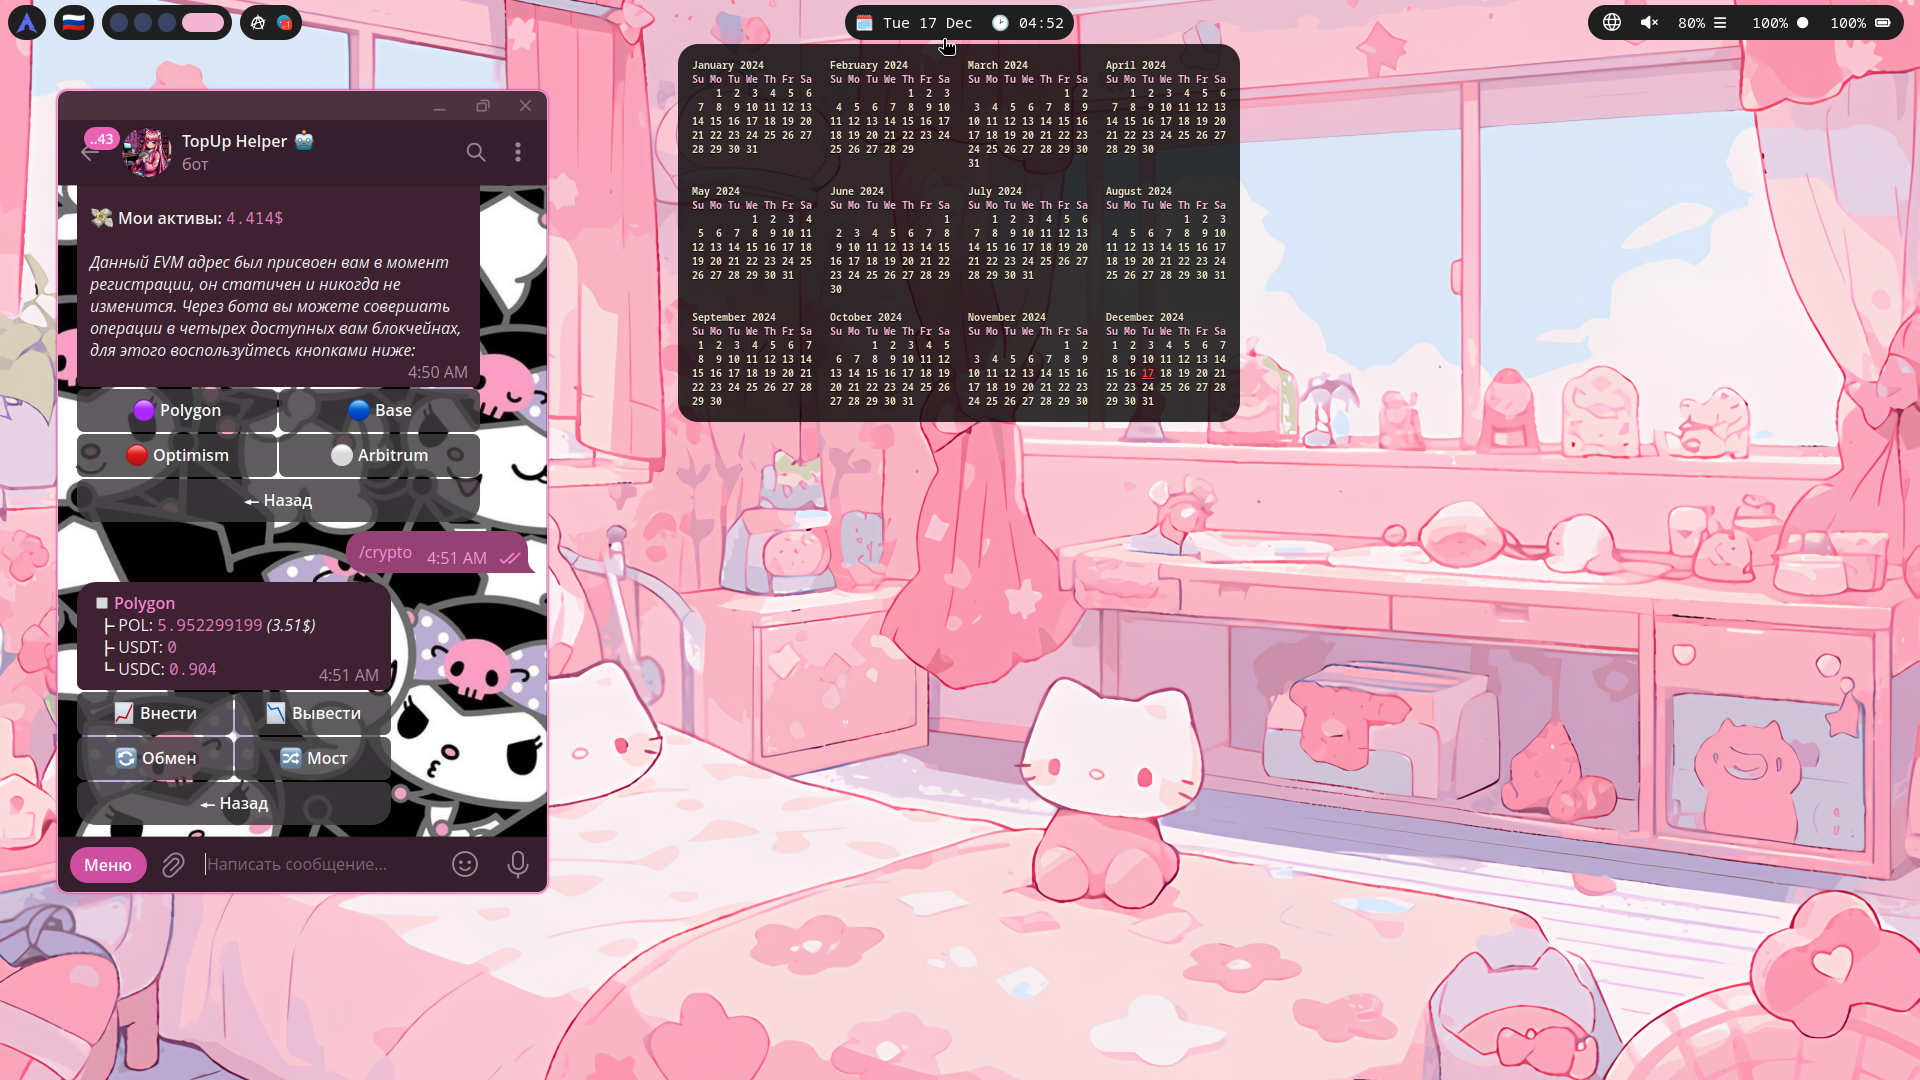 Tue 17 Dec 04:52
80% 100% 100%
January 2024
Su Mo Tu We Th Fr Sa
1 2 3 4 5 6
7 8 9 10 11 12 13
14 15 16 17 18 19 20
21 22 23 24 25 26 27
28 29 30 31
February 2024
Su Mo Tu We Th Fr Sa
1 2 3
4 5 6 7 8 9 10
11 12 13 14 15 16 17
18 19 20 21 22 23 24
25 26 27 28 29
March 2024
Su Mo Tu We Th Fr Sa
1 2
3 4 5 6 7 8 9
10 11 12 13 14 15 16
17 18 19 20 21 22 23
24 25 26 27 28 29 30
31
April 2024
Su Mo Tu We Th Fr Sa
1 2 3 4 5 6
7 8 9 10 11 12 13
14 15 16 17 18 19 20
21 22 23 24 25 26 27
28 29 30
May 2024
Su Mo Tu We Th Fr Sa
1 2 3 4
5 6 7 8 9 10 11
12 13 14 15 16 17 18
19 20 21 22 23 24 25
26 27 28 29 30 31
June 2024
Su Mo Tu We Th Fr Sa
1
2 3 4 5 6 7 8
9 10 11 12 13 14 15
16 17 18 19 20 21 22
23 24 25 26 27 28 29
30
July 2024
Su Mo Tu We Th Fr Sa
1 2 3 4 5 6
7 8 9 10 11 12 13
14 15 16 17 18 19 20
21 22 23 24 25 26 27
28 29 30 31
August 2024
Su Mo Tu We Th Fr Sa
1 2 3
4 5 6 7 8 9 10
11 12 13 14 15 16 17
18 19 20 21 22 23 24
25 26 27 28 29 30 31
September 2024
Su Mo Tu We Th Fr Sa
1 2 3 4 5 6 7
8 9 10 11 12 13 14
15 16 17 18 19 20 21
22 23 24 25 26 27 28
29 30
October 2024
Su Mo Tu We Th Fr Sa
1 2 3 4 5
6 7 8 9 10 11 12
13 14 15 16 17 18 19
20 21 22 23 24 25 26
27 28 29 30 31
November 2024
Su Mo Tu We Th Fr Sa
1 2
3 4 5 6 7 8 9
10 11 12 13 14 15 16
17 18 19 20 21 22 23
24 25 26 27 28 29 30
December 2024
Su Mo Tu We Th Fr Sa
1 2 3 4 5 6 7
8 9 10 11 12 13 14
15 16 17 18 19 20 21
22 23 24 25 26 27 28
29 30 31
..43
TopUp Helper
бот
Мои активы: 4.414$
Данный EVM адрес был присвоен вам в момент
регистрации, он статичен и никогда не
изменится. Через бота вы можете совершать
операции в четырех доступных вам блокчейнах,
для этого воспользуйтесь кнопками ниже:
4:50 AM
Polygon Base
Optimism Arbitrum
← Назад
/crypto 4:51 AM
Polygon
├ POL: 5.952299199 (3.51$)
├ USDT: 0
└ USDC: 0.904
4:51 AM
Внести Вывести
Обмен Мост
← Назад
Меню Написать сообщение...